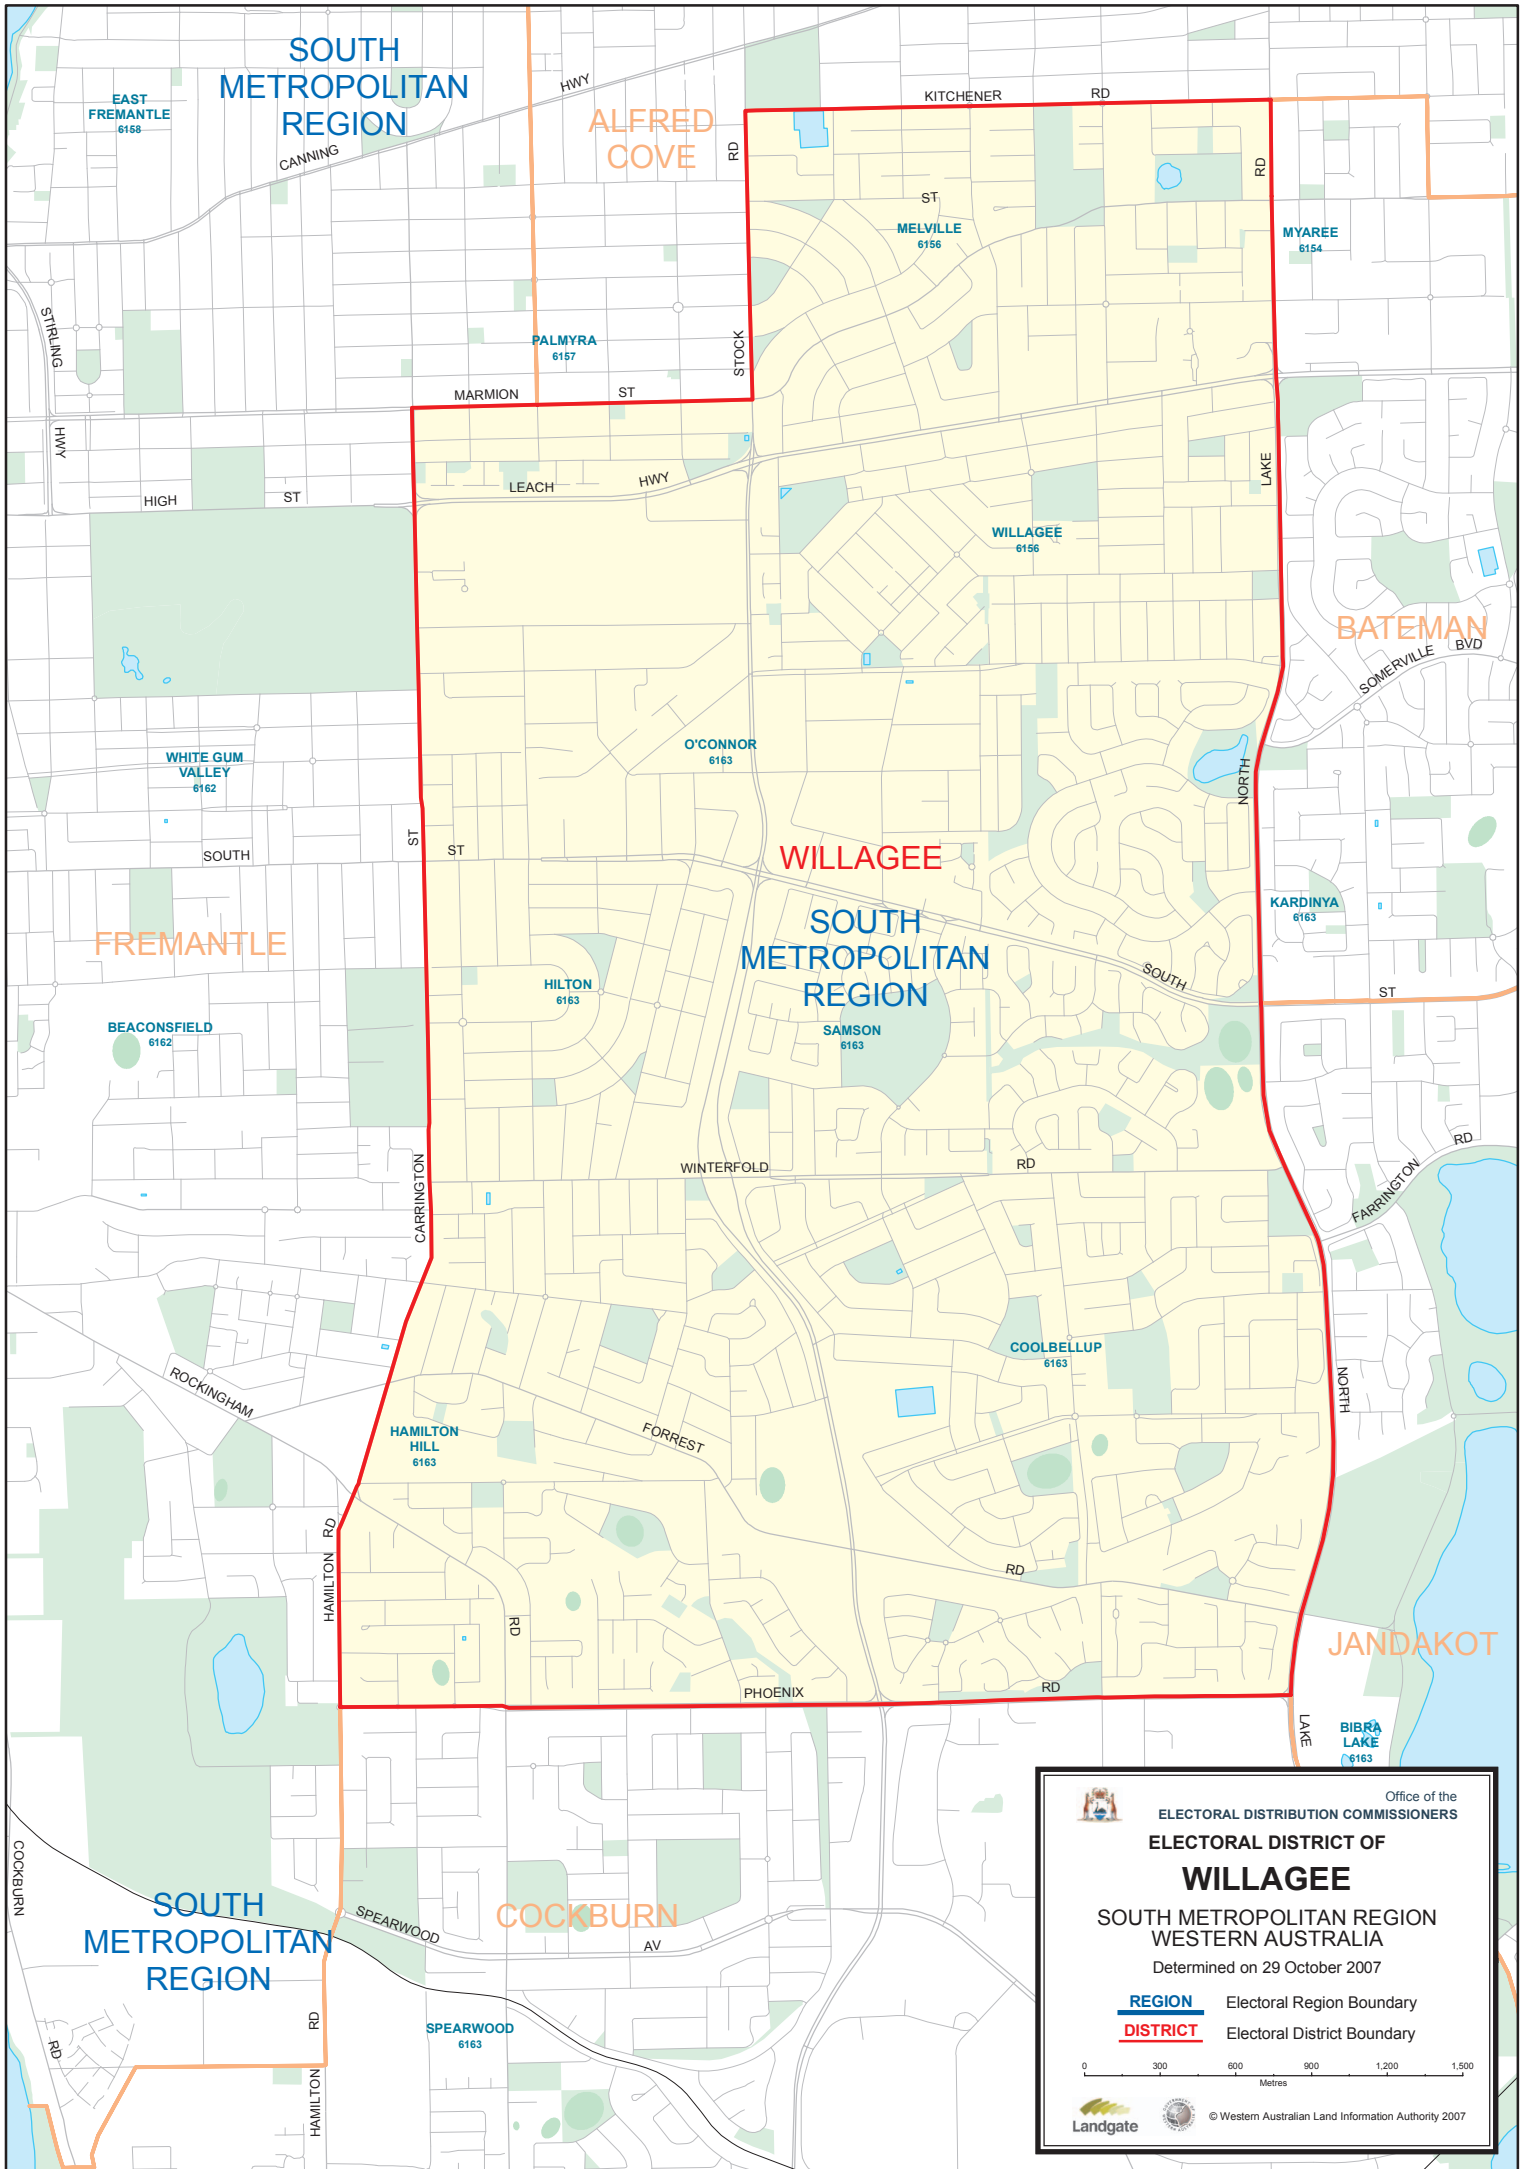 SOUTH
METROPOLITAN
REGION
EAST
FREMANTLE
6158
CANNING
HWY
ALFRED
COVE
KITCHENER
RD
RD
RD
ST
MELVILLE
6156
MYAREE
6154
STIRLING
HWY
PALMYRA
6157
STOCK
MARMION
ST
LEACH
HWY
HIGH
ST
LAKE
WILLAGEE
6156
BATEMAN
SOMERVILLE
BVD
WHITE GUM
VALLEY
6162
O'CONNOR
6163
NORTH
SOUTH
ST
ST
WILLAGEE
SOUTH
METROPOLITAN
REGION
KARDINYA
6163
FREMANTLE
HILTON
6163
SOUTH
ST
BEACONSFIELD
6162
SAMSON
6163
CARRINGTON
WINTERFOLD
RD
FARRINGTON
RD
COOLBELLUP
6163
NORTH
ROCKINGHAM
HAMILTON
HILL
6163
FORREST
RD
HAMILTON
RD
RD
JANDAKOT
PHOENIX
RD
LAKE
BIBRA
LAKE
6163
COCKBURN
RD
SOUTH
METROPOLITAN
REGION
SPEARWOOD
AV
COCKBURN
RD
HAMILTON
SPEARWOOD
6163
Office of the
ELECTORAL DISTRIBUTION COMMISSIONERS
ELECTORAL DISTRICT OF
WILLAGEE
SOUTH METROPOLITAN REGION
WESTERN AUSTRALIA
Determined on 29 October 2007
REGION Electoral Region Boundary
DISTRICT Electoral District Boundary
0 300 600 900 1,200 1,500
Metres
Landgate
© Western Australian Land Information Authority 2007